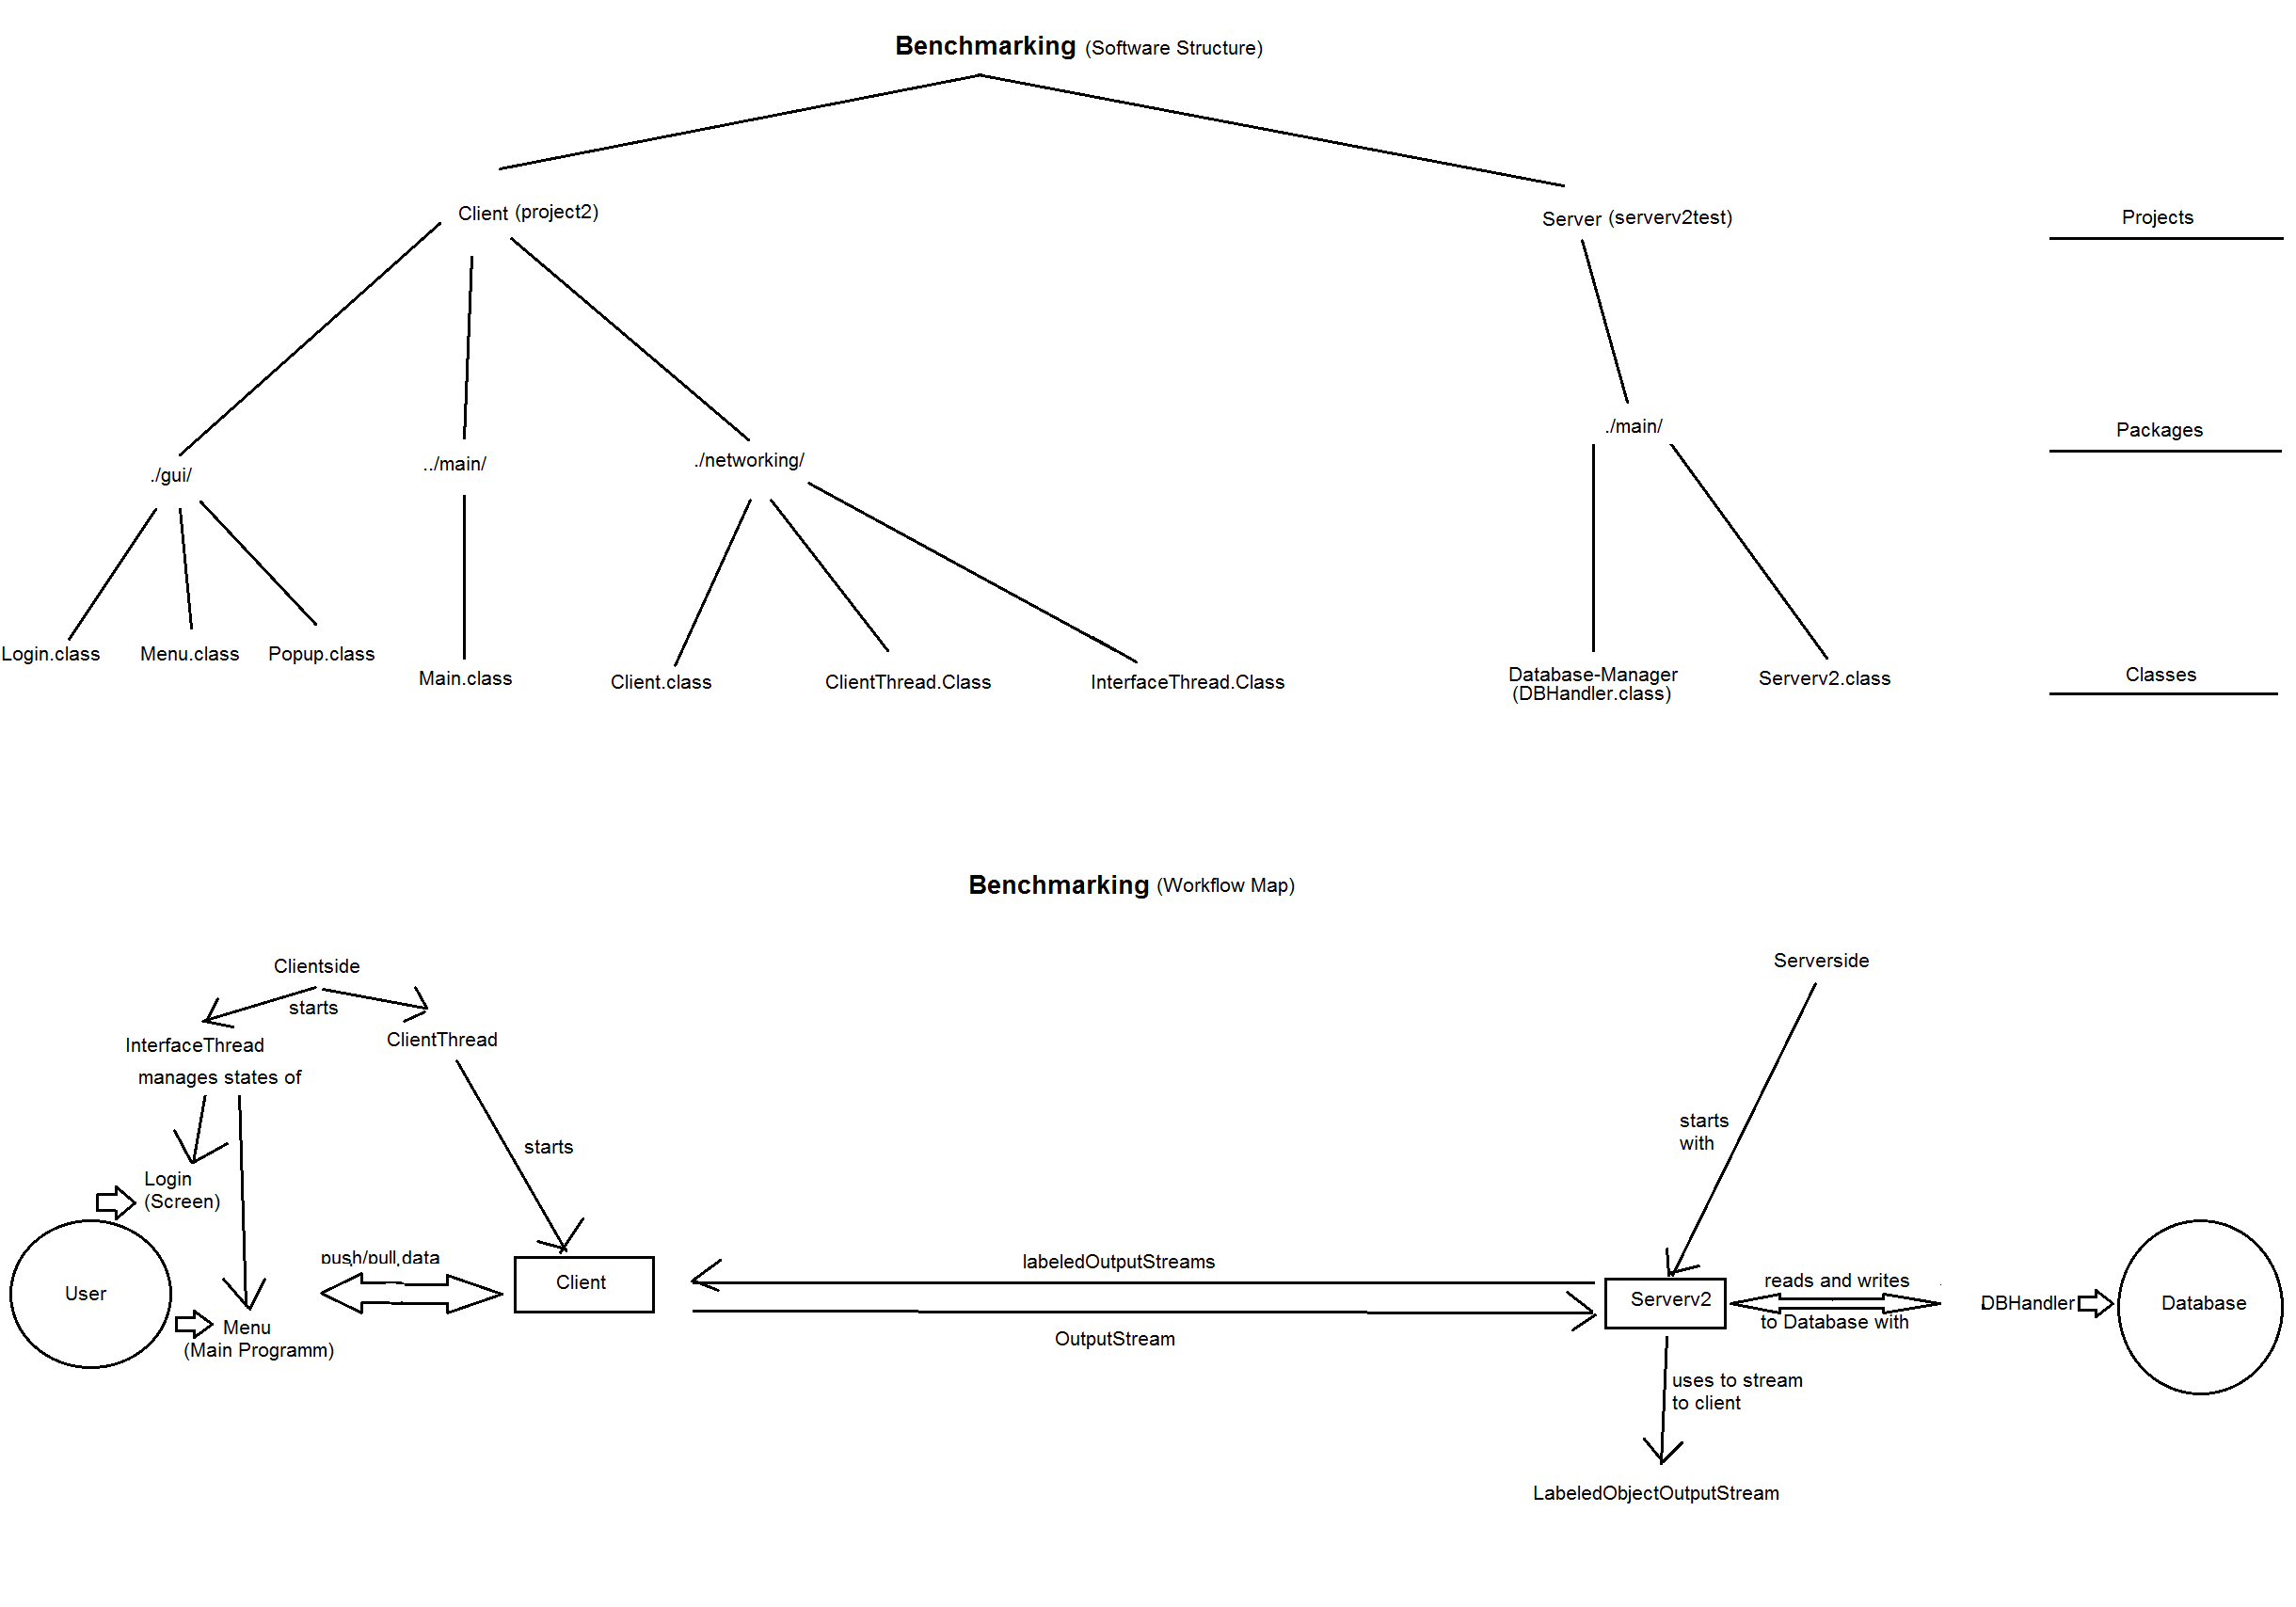 Benchmarking (Software Structure)
Client (project2)
Server (serverv2test)
Projects
./gui/
../main/
./networking/
./main/
Packages
Login.class
Menu.class
Popup.class
Main.class
Client.class
ClientThread.Class
InterfaceThread.Class
Database-Manager
(DBHandler.class)
Serverv2.class
Classes
Benchmarking (Workflow Map)
Clientside
starts
InterfaceThread
ClientThread
manages states of
starts
Login
(Screen)
User
Menu
(Main Programm)
push/pull data
Client
labeledOutputStreams
OutputStream
Serverside
starts
with
Serverv2
reads and writes
to Database with
DBHandler
Database
uses to stream
to client
LabeledObjectOutputStream